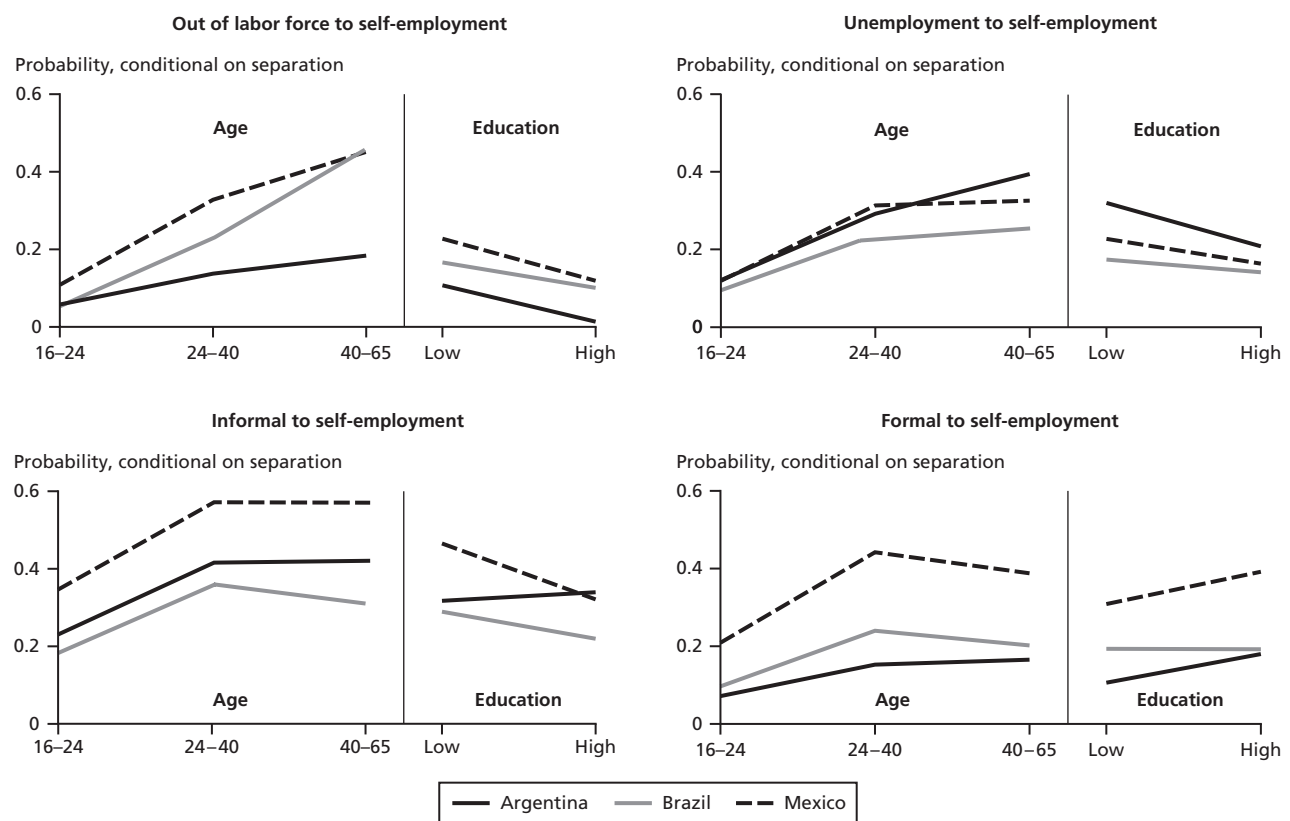 Out of labor force to self-employment
Probability, conditional on separation
0.6
Age
Education
0.4
0.2
0
16–24
24–40
40–65
Low
High
Unemployment to self-employment
Probability, conditional on separation
0.6
Age
Education
0.4
0.2
0
16–24
24–40
40–65
Low
High
Informal to self-employment
Probability, conditional on separation
0.6
0.4
0.2
Age
Education
0
16–24
24–40
40–65
Low
High
Formal to self-employment
Probability, conditional on separation
0.6
0.4
0.2
Age
Education
0
16–24
24–40
40–65
Low
High
Argentina
Brazil
Mexico